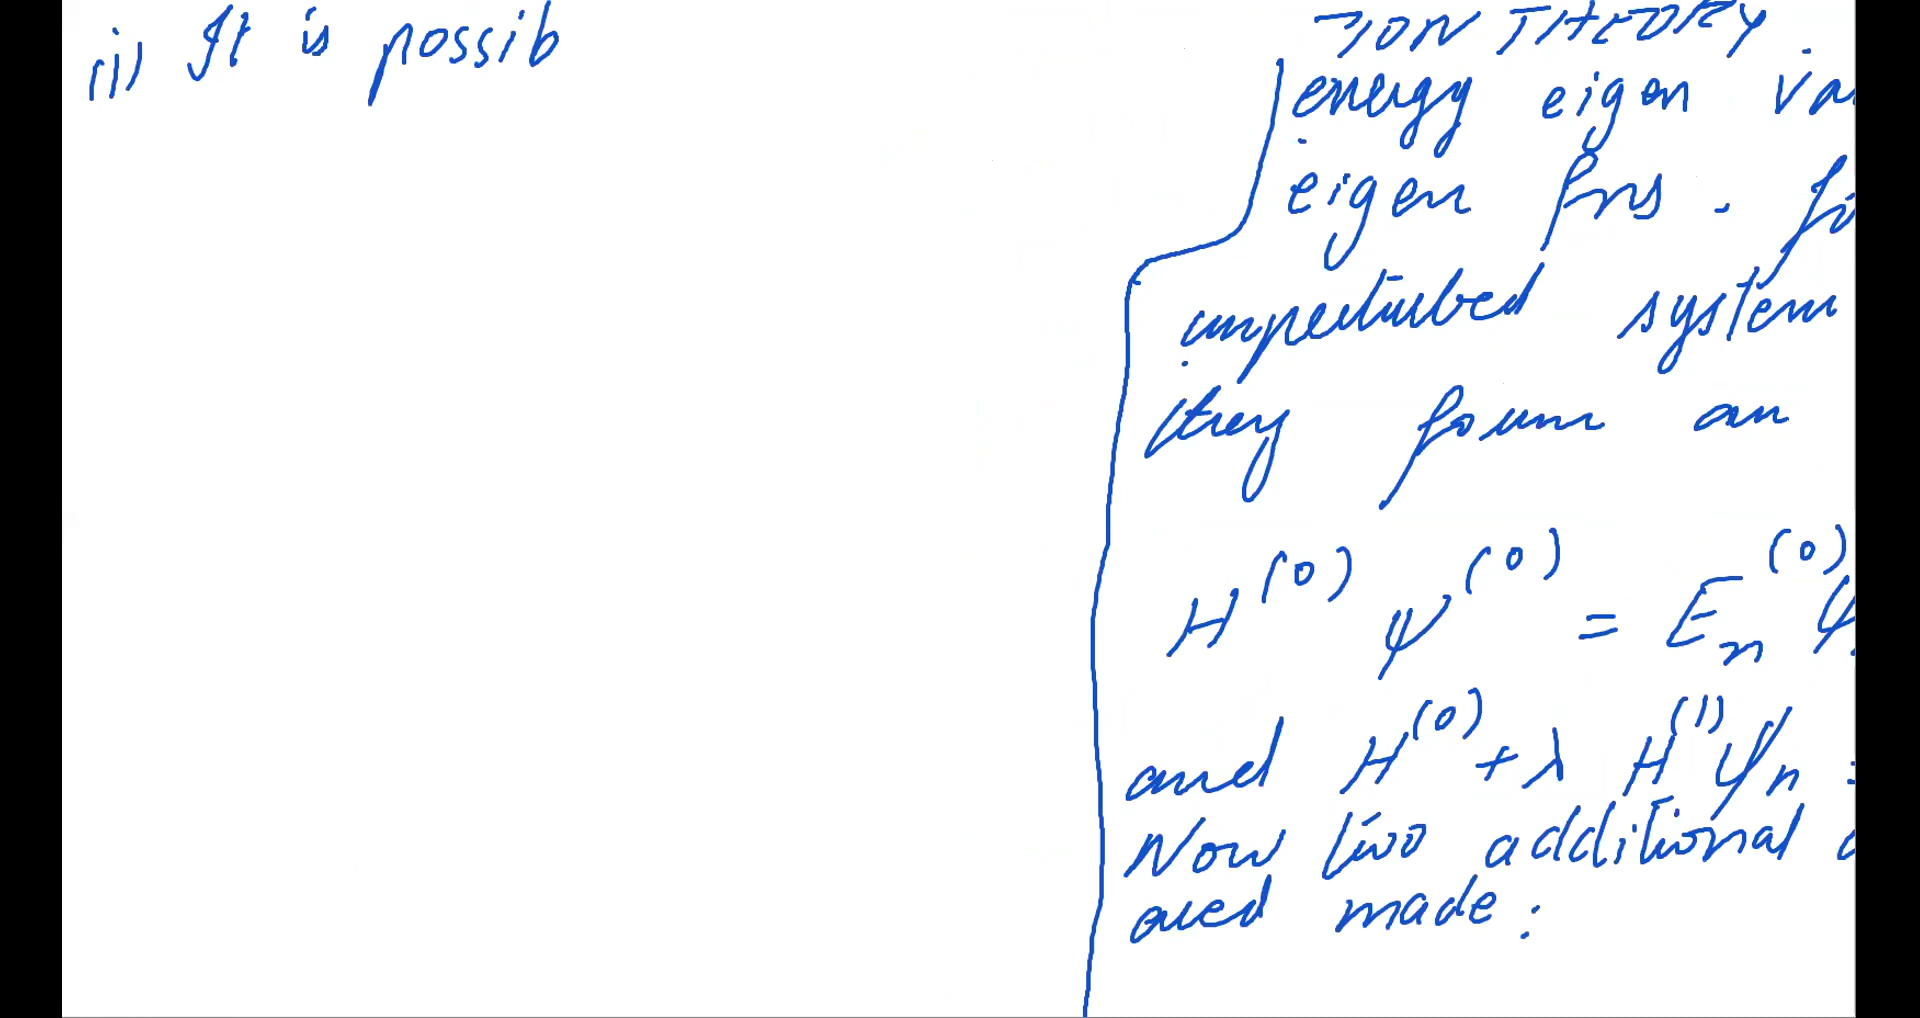 (i) It is possib
TION THEORY.
energy eigen va
eigen fns. fo
unperturbed system
they form an
H^(0) ψ^(0) = E_n^(0) ψ
and H^(0) + λ H^(1) ψ_n =
Now two additional
are made: